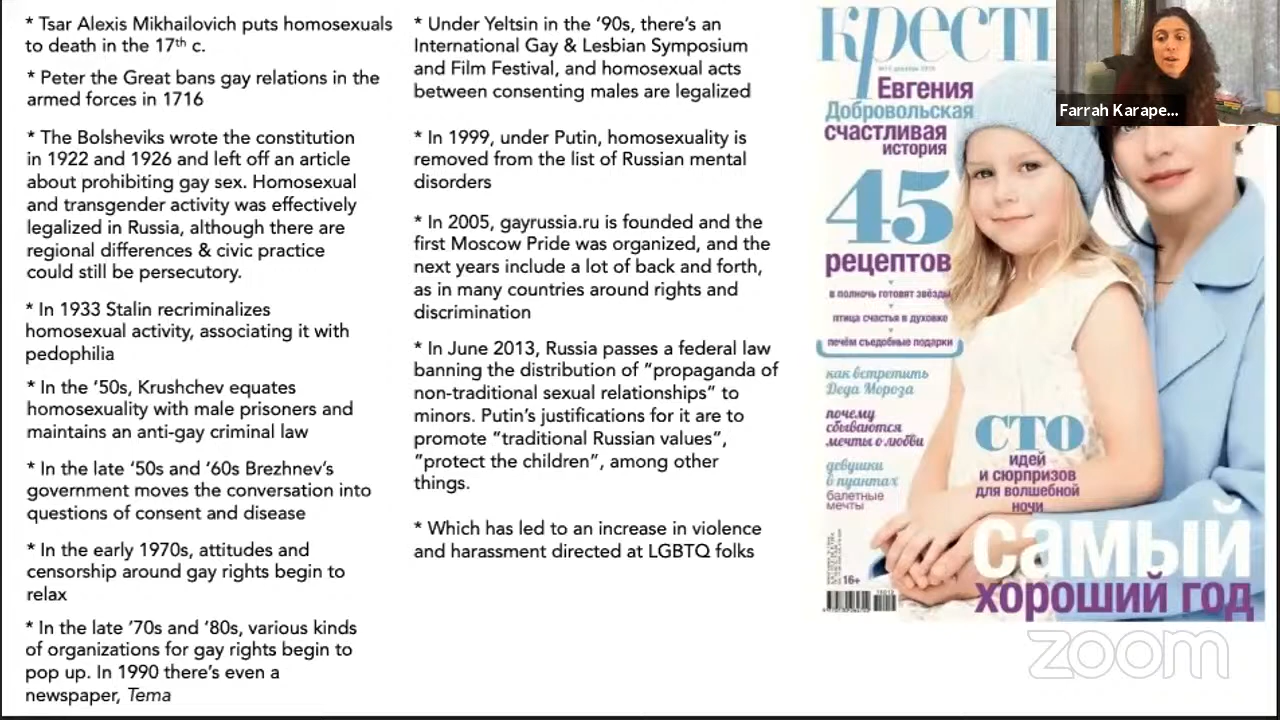 * Tsar Alexis Mikhailovich puts homosexuals
to death in the 17th c.
* Peter the Great bans gay relations in the
armed forces in 1716
* The Bolsheviks wrote the constitution
in 1922 and 1926 and left off an article
about prohibiting gay sex. Homosexual
and transgender activity was effectively
legalized in Russia, although there are
regional differences & civic practice
could still be persecutory.
* In 1933 Stalin recriminalizes
homosexual activity, associating it with
pedophilia
* In the ‘50s, Krushchev equates
homosexuality with male prisoners and
maintains an anti-gay criminal law
* In the late ‘50s and ‘60s Brezhnev’s
government moves the conversation into
questions of consent and disease
* In the early 1970s, attitudes and
censorship around gay rights begin to
relax
* In the late ’70s and ‘80s, various kinds
of organizations for gay rights begin to
pop up. In 1990 there’s even a
newspaper, Tema
* Under Yeltsin in the ‘90s, there’s an
International Gay & Lesbian Symposium
and Film Festival, and homosexual acts
between consenting males are legalized
* In 1999, under Putin, homosexuality is
removed from the list of Russian mental
disorders
* In 2005, gayrussia.ru is founded and the
first Moscow Pride was organized, and the
next years include a lot of back and forth,
as in many countries around rights and
discrimination
* In June 2013, Russia passes a federal law
banning the distribution of “propaganda of
non-traditional sexual relationships” to
minors. Putin’s justifications for it are to
promote “traditional Russian values”,
“protect the children”, among other
things.
* Which has led to an increase in violence
and harassment directed at LGBTQ folks
Евгения
Добровольская
счастливая
история
45
рецептов
в полночь готовят звёзды
птица счастья в духовке
печём съедобные подарки
как встретить
Деда Мороза
почему
сбываются
мечты о любви
девушки
в пуантах
балетные
мечты
16+
сто
идей
и сюрпризов
для волшебной
ночи
самый
хороший год
Farrah Karape...
zoom